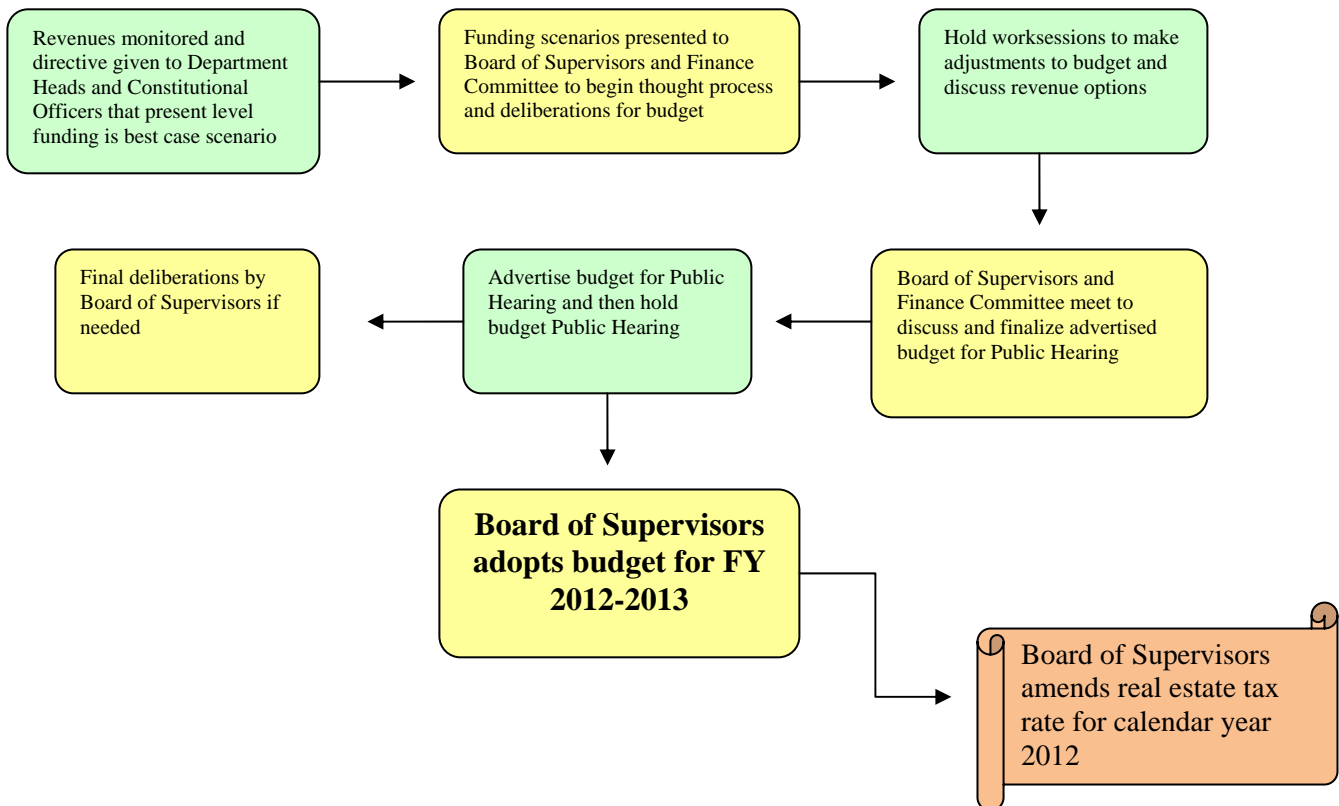 Revenues monitored and
directive given to Department
Heads and Constitutional
Officers that present level
funding is best case scenario
Funding scenarios presented to
Board of Supervisors and Finance
Committee to begin thought process
and deliberations for budget
Hold worksessions to make
adjustments to budget and
discuss revenue options
Board of Supervisors and
Finance Committee meet to
discuss and finalize advertised
budget for Public Hearing
Advertise budget for Public
Hearing and then hold
budget Public Hearing
Final deliberations by
Board of Supervisors if
needed
Board of Supervisors
adopts budget for FY
2012-2013
Board of Supervisors
amends real estate tax
rate for calendar year
2012